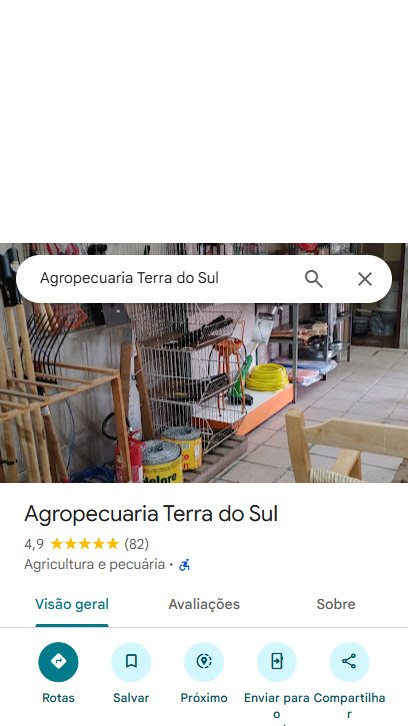 Agropecuaria Terra do Sul
Agropecuaria Terra do Sul
4,9 (82)
Agricultura e pecuária ·
Visão geral Avaliações Sobre
Rotas Salvar Próximo Enviar para o Compartilhar